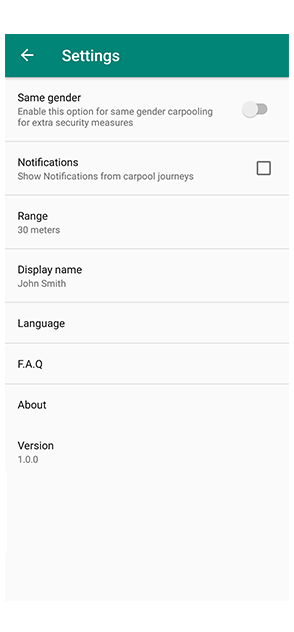 Settings
Same gender
Enable this option for same gender carpooling
for extra security measures
Notifications
Show Notifications from carpool journeys
Range
30 meters
Display name
John Smith
Language
F.A.Q
About
Version
1.0.0